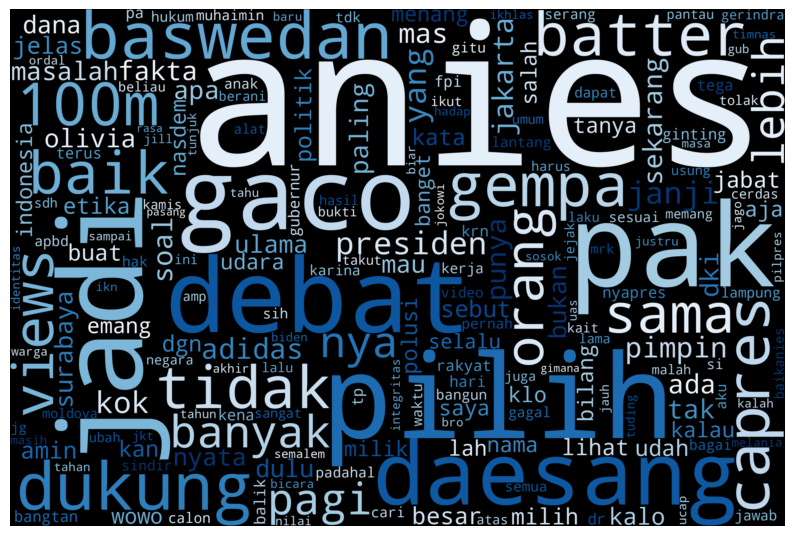 pa hukum muhaimin baru tdk menang ikhlas serang pantau gerindra
dana baswedan mas gitu batter timnas
jelas anies gub
ordal masalah fakta anak fpi salah dapat tega tolak
beliau berani ikut
100m apa politik yang jakarta lebih
rasa nasdem alat hadap umum ginting
olivia jill tunjuk paling kata lantang tanya sekarang masa
terus biar usung
indonesia baik gaco banget gempa harus janji jabat
sdh etika kamis tahu hasil jokowi laku sesuai memang cerdas aja
pasang gubernur bukti jago
apbd sampai soal ulama presiden krn orang jejak mrk justru pilpres
buat hak ini takut punya bukan sosok dki
identitas ikn jadi udara karina mau kerja uas nyapres lampung
views surabaya amp debat video sebut pak
emang sih polusi pernah kait sama
warga dgn adidas biden nya selalu lama pimpin
negara akhir lalu rakyat juga gimana malah si
moldova kok tidak hari bilang ada aku baikanies
tahun kena sangat tp integritas waktu bangun klo jauh tak
jg ubah jkt banyak pilih saya gagal tuding kalau kalah
masih amin kan semalem bro lah nama lihat udah bagai melania
tahan sindir nyata milik capres
dukung dulu padahal daesang semua
bangtan wowo calon balik bicara nilai pagi cari besar atas milih dr kalo ucap jawab